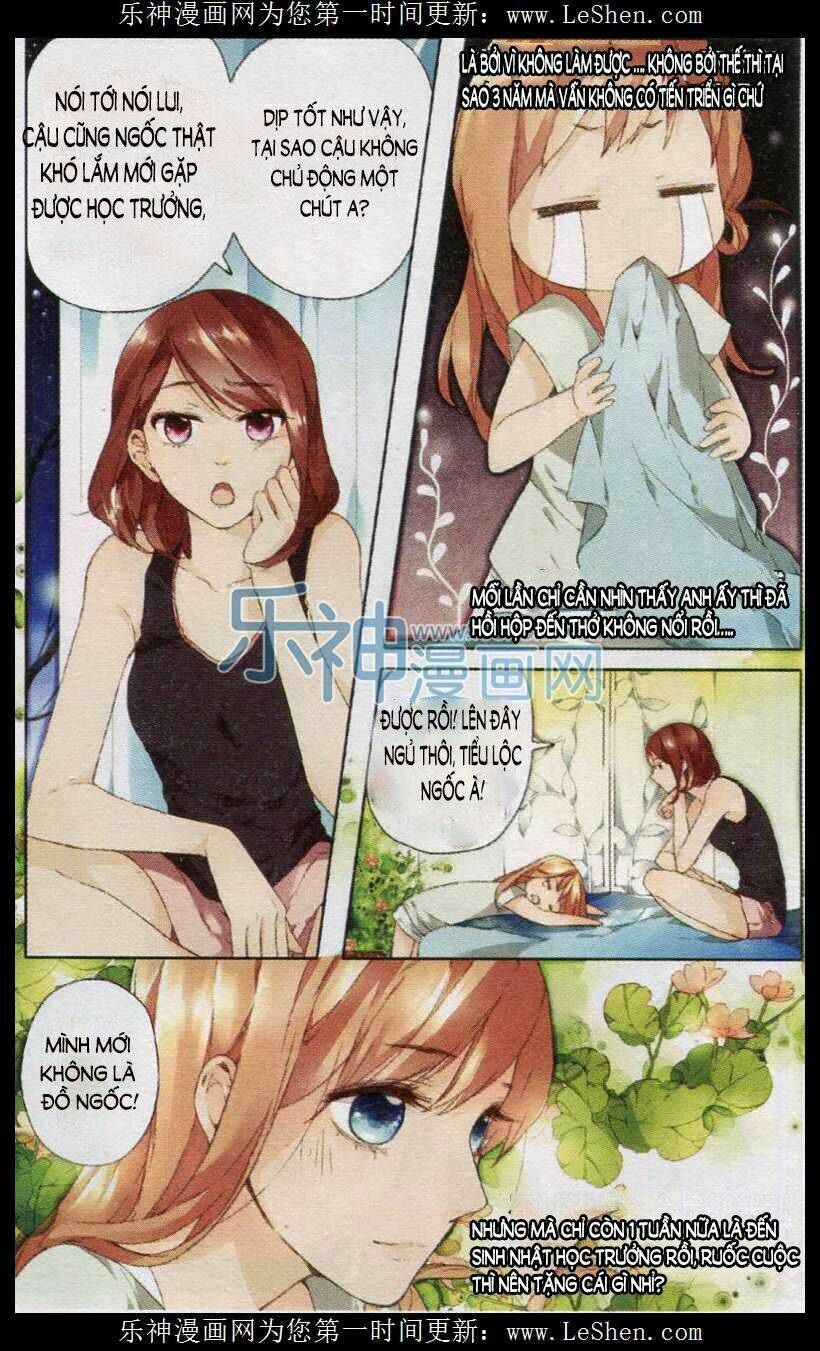 乐神漫画网为您第一时间更新：www.LeShen.com
NÓI TỚI NÓI LUI,
CẬU CŨNG NGỐC THẬT
KHÓ LẮM MỚI GẶP
ĐƯỢC HỌC TRƯỞNG,
DỊP TỐT NHƯ VẬY,
TẠI SAO CẬU KHÔNG
CHỦ ĐỘNG MỘT
CHÚT A?
LÀ BỞI VÌ KHÔNG LÀM ĐƯỢC .... KHÔNG BỞI THẾ THÌ TẠI
SAO 3 NĂM MÀ VẤN KHÔNG CÓ TIẾN TRIỂN GÌ CHỨ
MỖI LẦN CHỈ CẦN NHÌN THẤY ANH ẤY THÌ ĐÃ
HỒI HỘP ĐẾN THỞ KHÔNG NỔI RỒI.....
乐神漫画网
www.
ĐƯỢC RỒI! LÊN ĐÂY
NGỦ THÔI, TIỂU LỘC
NGỐC À!
MÌNH MỚI
KHÔNG LÀ
ĐỒ NGỐC!
NHƯNG MÀ CHỈ CÒN 1 TUẦN NỮA LÀ ĐẾN
SINH NHẬT HỌC TRƯỞNG RỒI, RUỐC CUỘC
THÌ NÊN TẶNG CÁI GÌ NHỈ?
乐神漫画网为您第一时间更新：www.LeShen.com